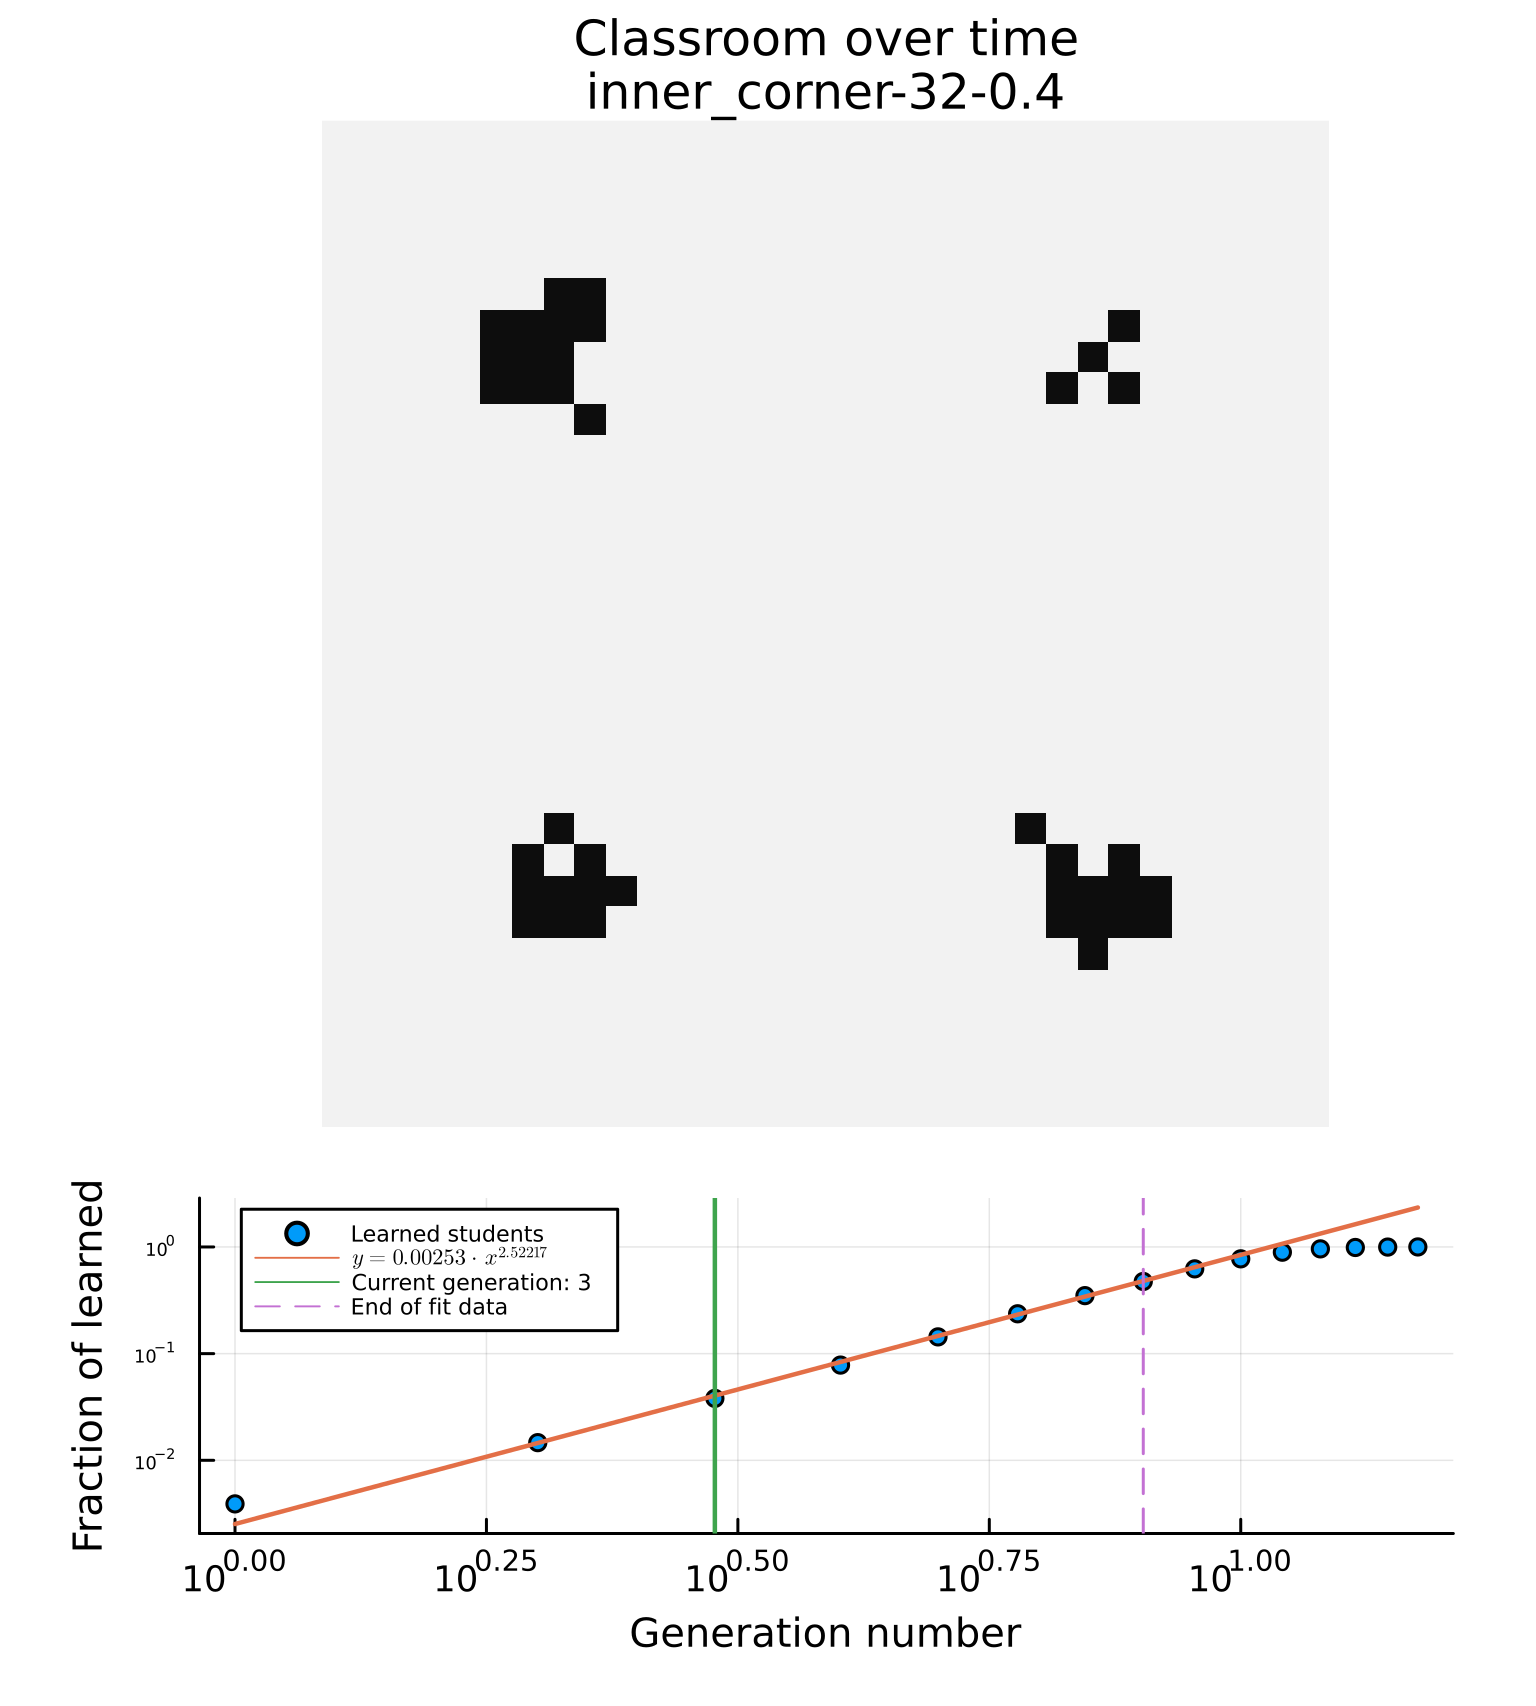 Classroom over time
inner_corner-32-0.4
Fraction of learned
10⁰
10⁻¹
10⁻²
Learned students
y = 0.00253 · x^2.52217
Current generation: 3
End of fit data
10^0.00 10^0.25 10^0.50 10^0.75 10^1.00
Generation number